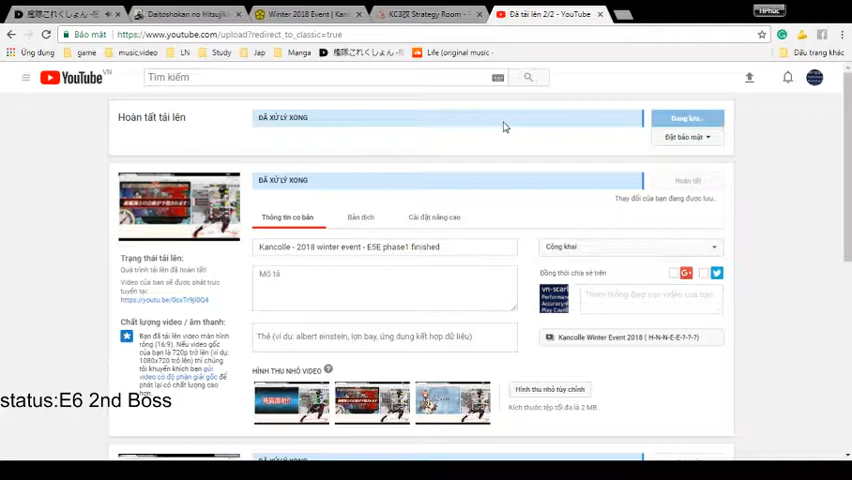 艦隊これくしょん -
Daitoshokan no Hitsujik
Winter 2018 Event | Kanc
KC3改 Strategy Room -
Đã tải lên 2/2 - YouTube
HPhuc
Bảo mật
https://www.youtube.com/upload?redirect_to_classic=true
Ứng dụng
game
music,video
LN
Study
Jap
Manga
艦隊これくしょん -
Life (original music -
Dấu trang khác
YouTube VN
Tìm kiếm
Hoàn tất tải lên
ĐÃ XỬ LÝ XONG
Đang lưu..
Đặt bảo mật
ĐÃ XỬ LÝ XONG
Hoàn tất
Thay đổi của bạn đang được lưu..
Thông tin cơ bản
Bản dịch
Cài đặt nâng cao
Kancolle - 2018 winter event - E5E phase1 finished
Công khai
Trạng thái tải lên:
Quá trình tải lên đã hoàn tất!
Video của bạn sẽ được phát trực
tuyến tại:
Mô tả
Đồng thời chia sẻ trên
vn-scari
Performan
Accuracy
Play Count
Thêm thông điệp vào video của bạn
Chất lượng video / âm thanh:
Bạn đã tải lên video màn hình
rộng (16:9). Nếu video gốc
của bạn là 720p trở lên (ví dụ:
1080x720 trở lên) thì chúng
tôi khuyến khích bạn gửi
video có độ phân giải gốc để
phát lại có chất lượng cao
hơn.
Thẻ (ví dụ: albert einstein, lợn bay, ứng dụng kết hợp dữ liệu)
Kancolle Winter Event 2018 ( H-N-N-E-E-?-?-?)
HÌNH THU NHỎ VIDEO
Hình thu nhỏ tùy chỉnh
Kích thước tệp tối đa là 2 MB.
status:E6 2nd Boss